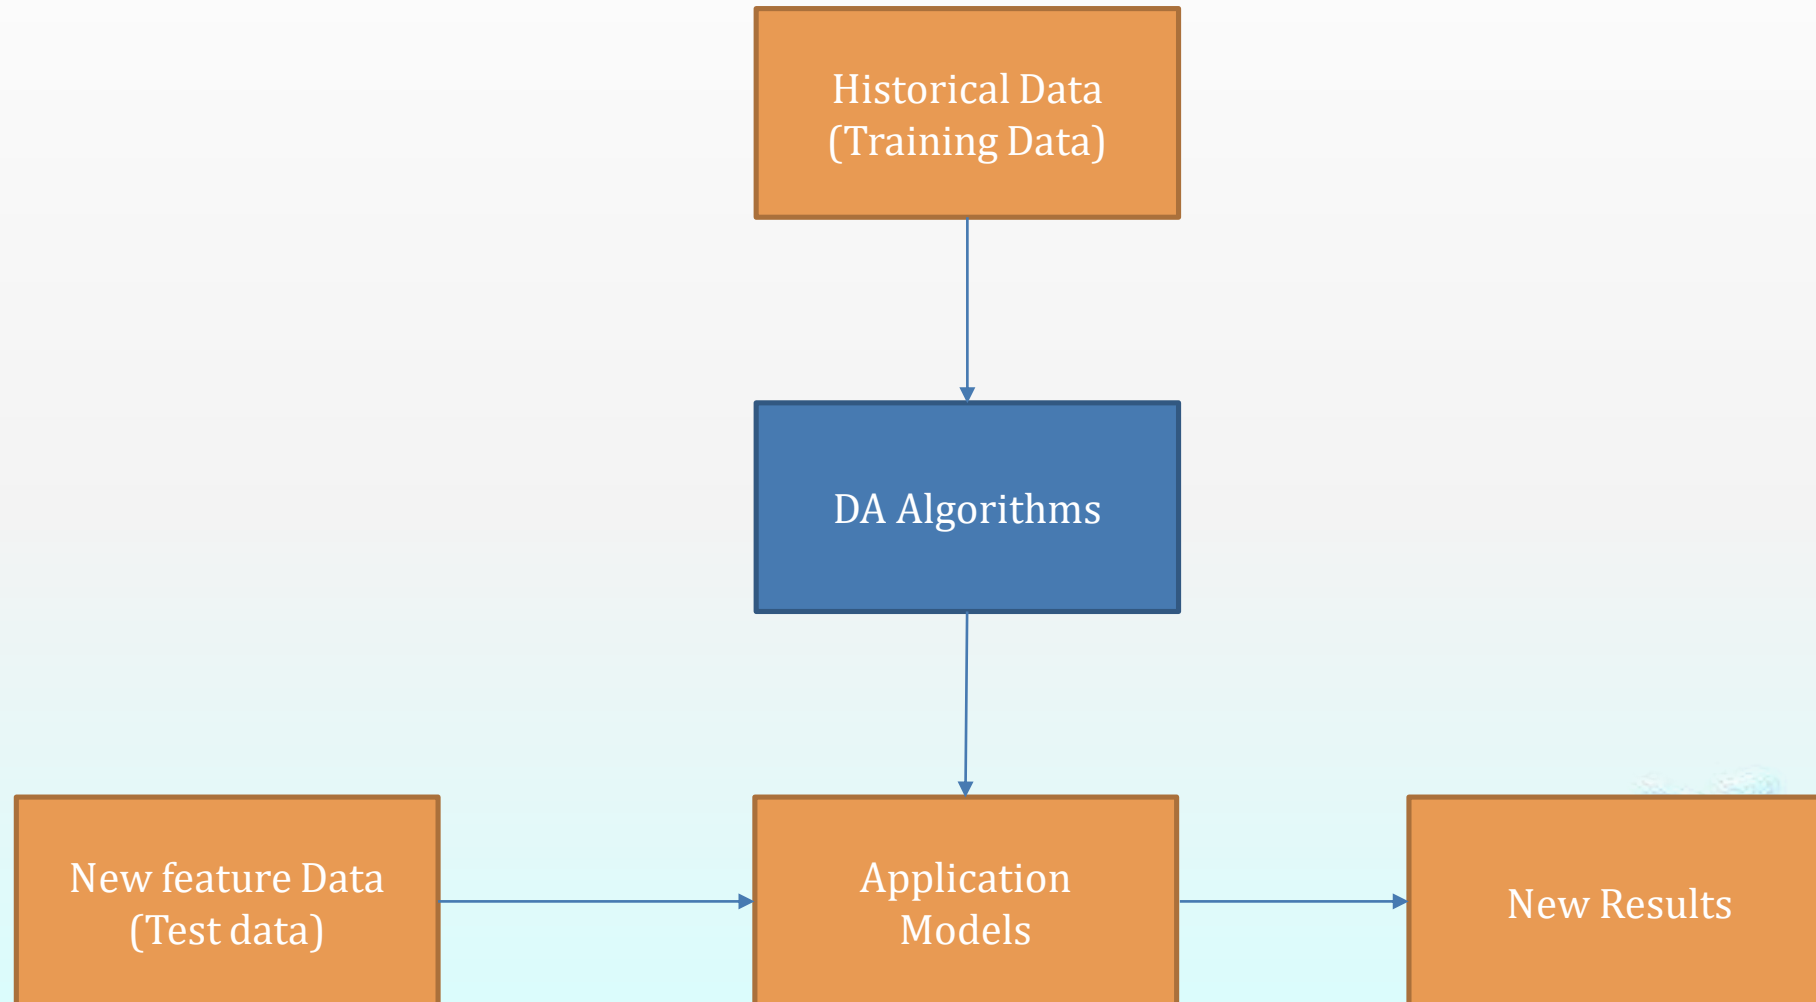 Historical Data
(Training Data)
DA Algorithms
New feature Data
(Test data)
Application
Models
New Results